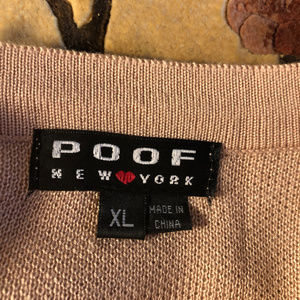 POOF
NEW YORK
XL
MADE IN
CHINA